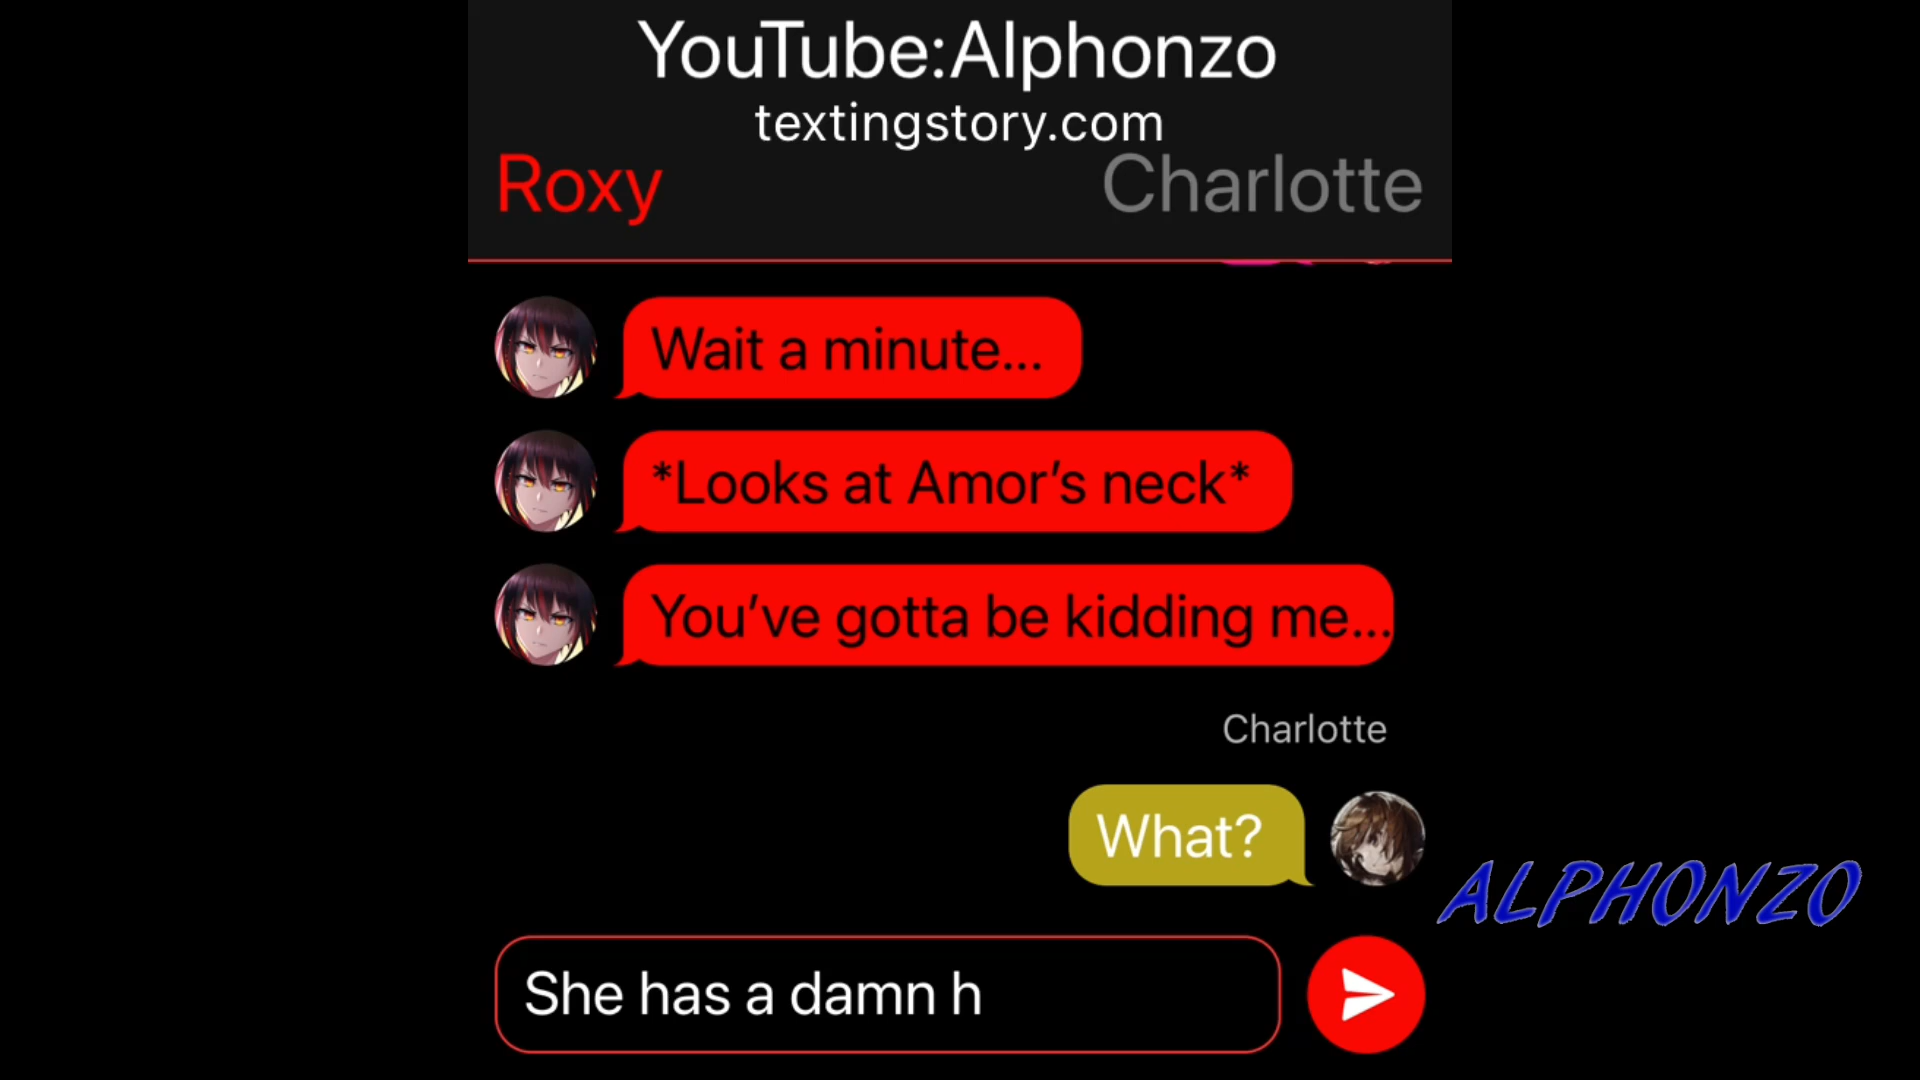 YouTube:Alphonzo
textingstory.com
Roxy
Charlotte
Wait a minute...
*Looks at Amor’s neck*
You’ve gotta be kidding me...
Charlotte
What?
ALPHONZO
She has a damn h